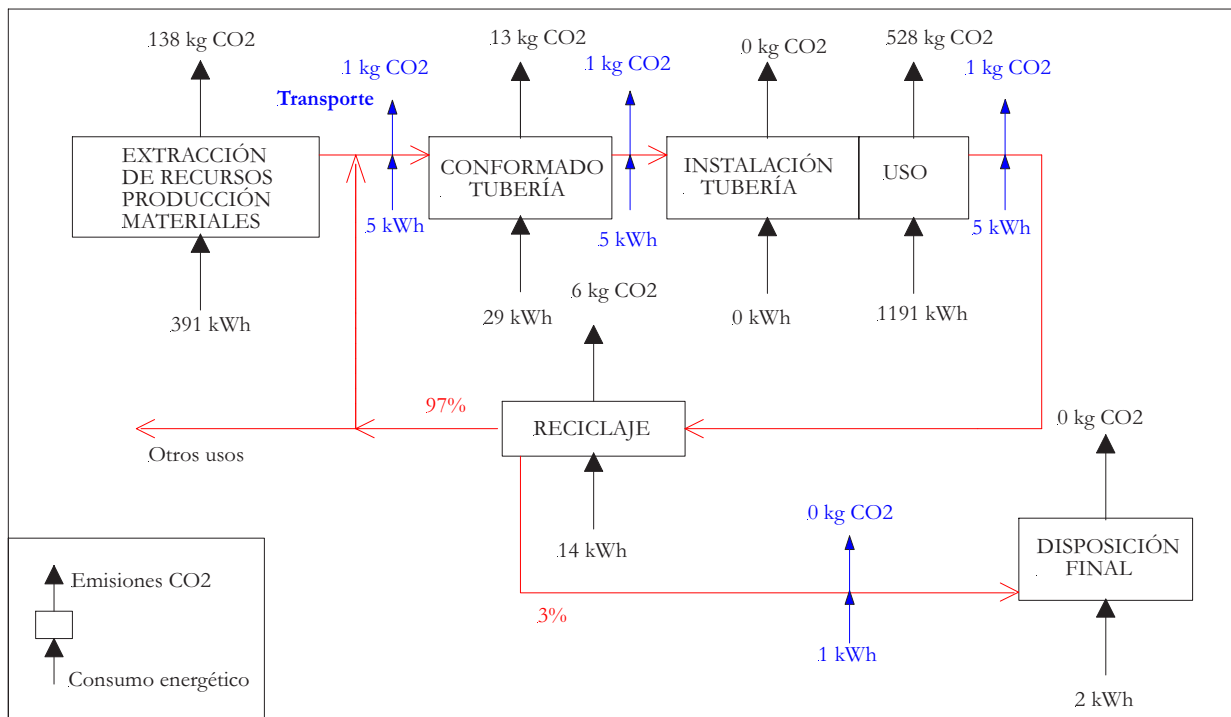 138 kg CO2
13 kg CO2
0 kg CO2
528 kg CO2
1 kg CO2
1 kg CO2
1 kg CO2
Transporte
EXTRACCIÓN
DE RECURSOS
PRODUCCIÓN
MATERIALES
CONFORMADO
TUBERÍA
INSTALACIÓN
TUBERÍA
USO
5 kWh
5 kWh
5 kWh
391 kWh
29 kWh
0 kWh
1191 kWh
6 kg CO2
97%
RECICLAJE
Otros usos
14 kWh
3%
0 kg CO2
1 kWh
0 kg CO2
DISPOSICIÓN
FINAL
2 kWh
Emisiones CO2
Consumo energético